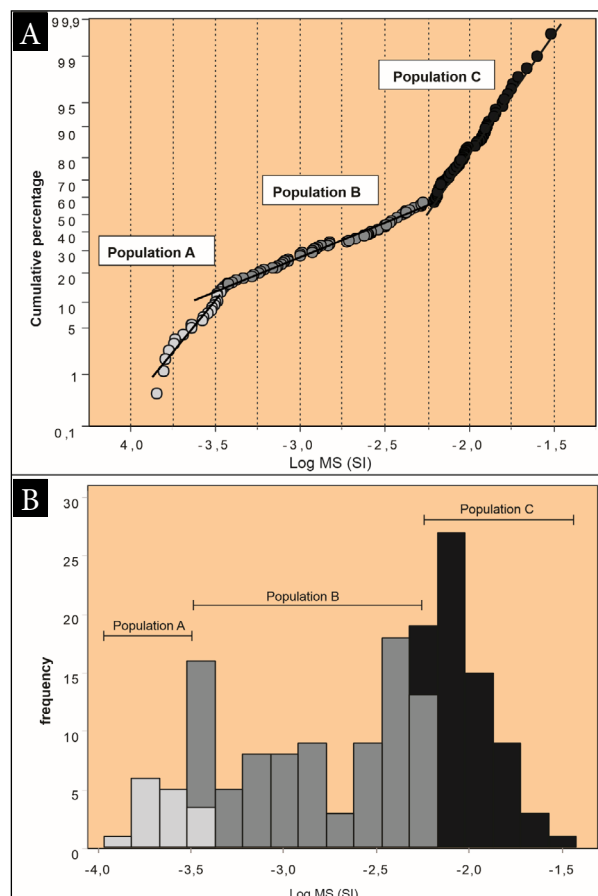 A
99,9
99
95
90
80
70
60
50
40
30
20
10
5
1
0,1
Cumulative percentage
Population C
Population B
Population A
4,0 -3,5 -3,0 -2,5 -2,0 -1,5
Log MS (SI)
B
30
25
20
15
10
5
0
frequency
Population C
Population B
Population A
-4,0 -3,5 -3,0 -2,5 -2,0 -1,5
Log MS (SI)